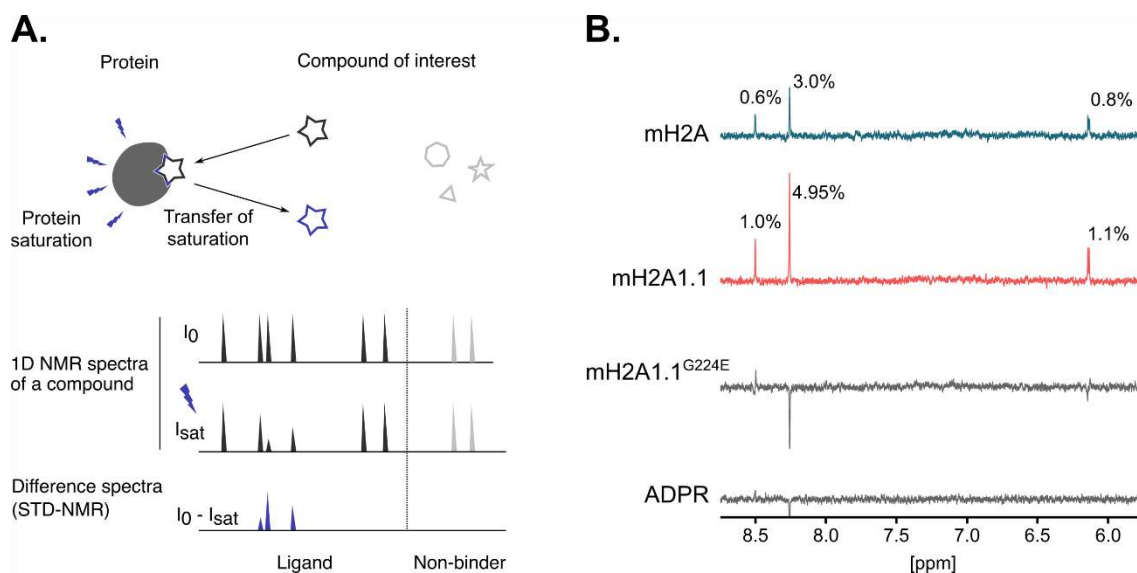 A.
Protein
Compound of interest
Protein
saturation
Transfer of
saturation
1D NMR spectra
of a compound
I0
Isat
Difference spectra
(STD-NMR)
I0 - Isat
Ligand
Non-binder
B.
mH2A
0.6%
3.0%
0.8%
mH2A1.1
1.0%
4.95%
1.1%
mH2A1.1G224E
ADPR
8.5 8.0 7.5 7.0 6.5 6.0
[ppm]